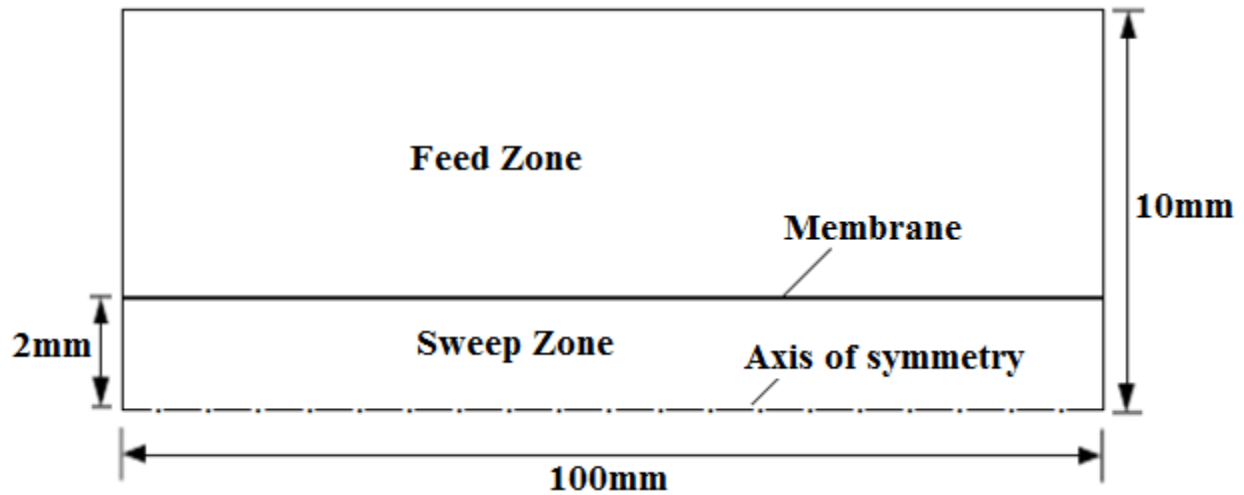 Feed Zone
Membrane
10mm
2mm
Sweep Zone
Axis of symmetry
100mm